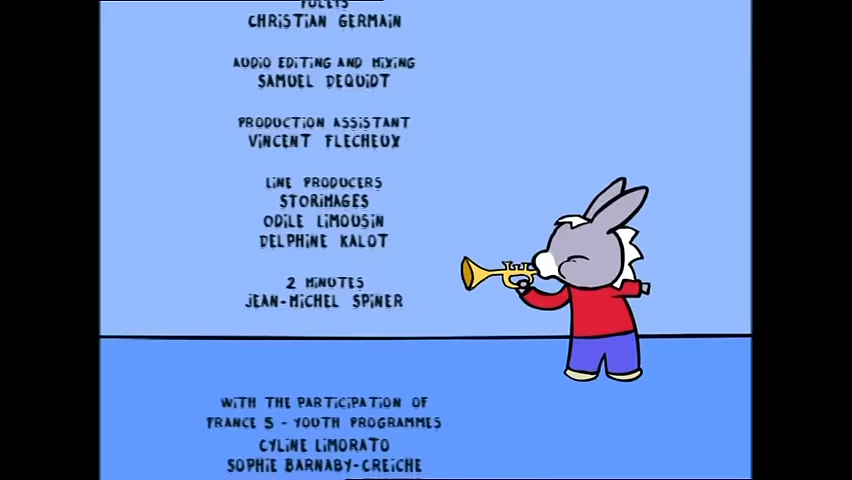 FOLEYS
CHRISTIAN GERMAIN
AUDIO EDITING AND MIXING
SAMUEL DEQUIDT
PRODUCTION ASSISTANT
VINCENT FLECHEUX
LINE PRODUCERS
STORIMAGES
ODILE LIMOUSIN
DELPHINE KALOT
2 MINUTES
JEAN-MICHEL SPINER
WITH THE PARTICIPATION OF
FRANCE 5 - YOUTH PROGRAMMES
CYLINE LIMORATO
SOPHIE BARNABY-CREICHE